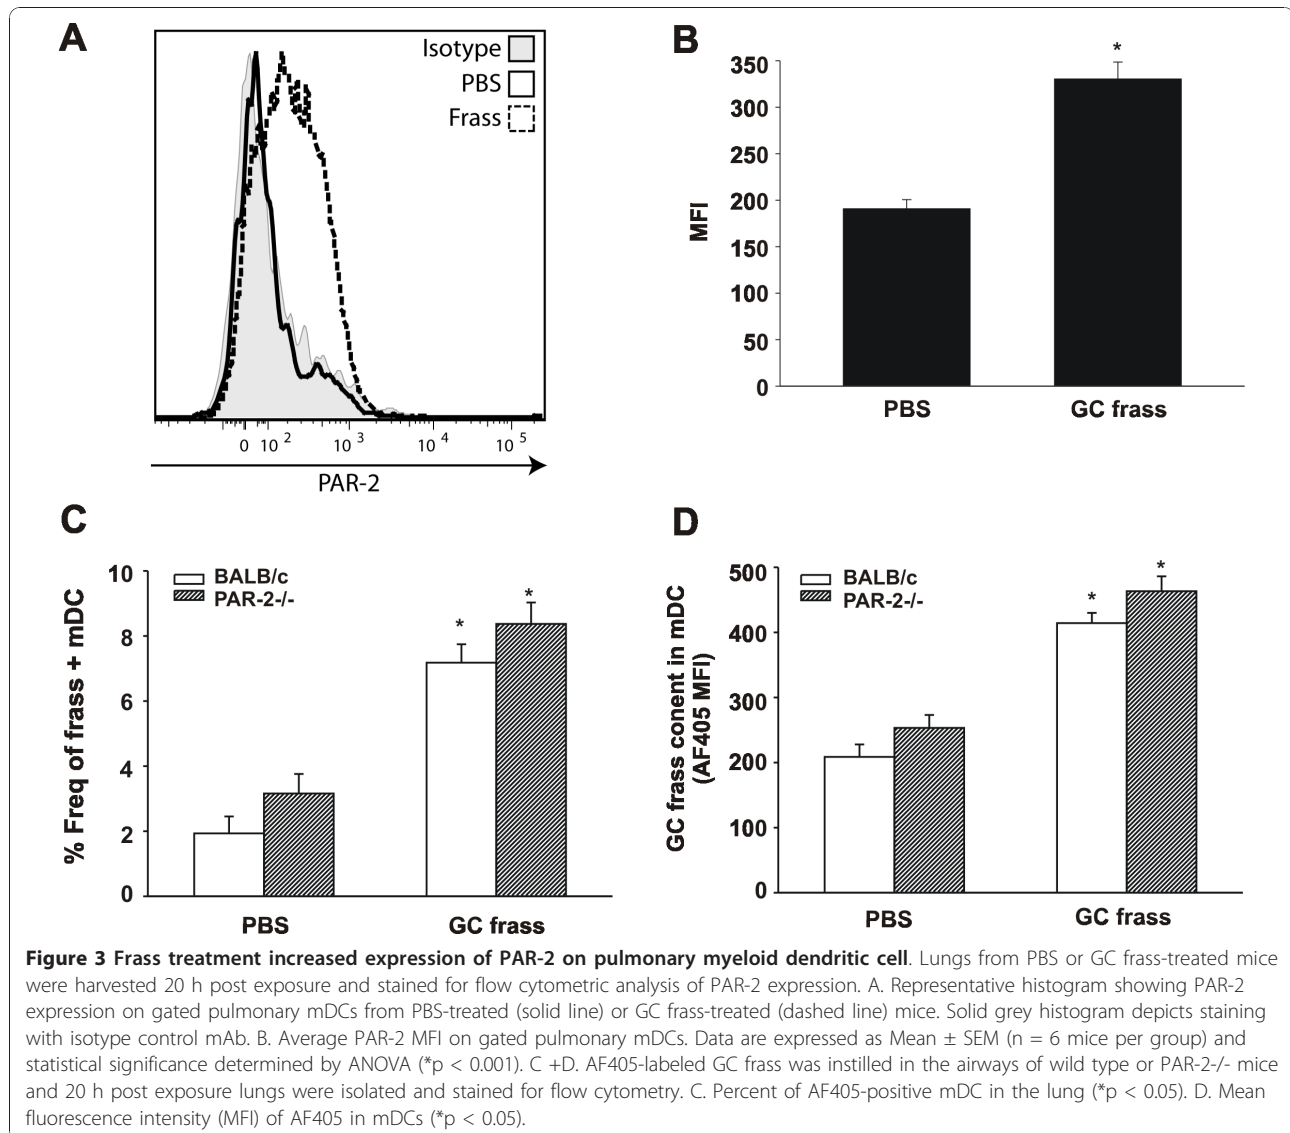 A
Isotype
PBS
Frass
0 10 2 10 3 10 4 10 5
PAR-2
B
*
350
300
250
200
150
100
50
0
MFI
PBS GC frass
C
BALB/c
PAR-2-/-
10
8
6
4
2
0
% Freq of frass + mDC
* *
PBS GC frass
D
BALB/c
PAR-2-/-
500
400
300
200
100
0
GC frass conent in mDC
(AF405 MFI)
* *
PBS GC frass
Figure 3 Frass treatment increased expression of PAR-2 on pulmonary myeloid dendritic cell. Lungs from PBS or GC frass-treated mice
were harvested 20 h post exposure and stained for flow cytometric analysis of PAR-2 expression. A. Representative histogram showing PAR-2
expression on gated pulmonary mDCs from PBS-treated (solid line) or GC frass-treated (dashed line) mice. Solid grey histogram depicts staining
with isotype control mAb. B. Average PAR-2 MFI on gated pulmonary mDCs. Data are expressed as Mean ± SEM (n = 6 mice per group) and
statistical significance determined by ANOVA (*p < 0.001). C +D. AF405-labeled GC frass was instilled in the airways of wild type or PAR-2-/- mice
and 20 h post exposure lungs were isolated and stained for flow cytometry. C. Percent of AF405-positive mDC in the lung (*p < 0.05). D. Mean
fluorescence intensity (MFI) of AF405 in mDCs (*p < 0.05).